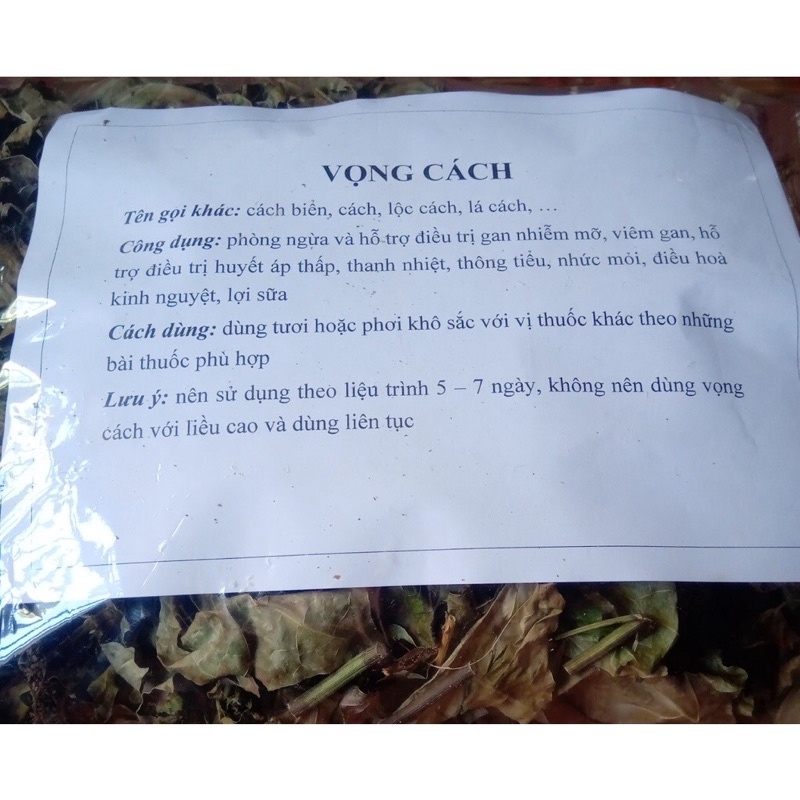 VỌNG CÁCH
Tên gọi khác: cách biển, cách, lộc cách, lá cách, …
Công dụng: phòng ngừa và hỗ trợ điều trị gan nhiễm mỡ, viêm gan, hỗ
trợ điều trị huyết áp thấp, thanh nhiệt, thông tiểu, nhức mỏi, điều hoà
kinh nguyệt, lợi sữa
Cách dùng: dùng tươi hoặc phơi khô sắc với vị thuốc khác theo những
bài thuốc phù hợp
Lưu ý: nên sử dụng theo liệu trình 5 – 7 ngày, không nên dùng vọng
cách với liều cao và dùng liên tục